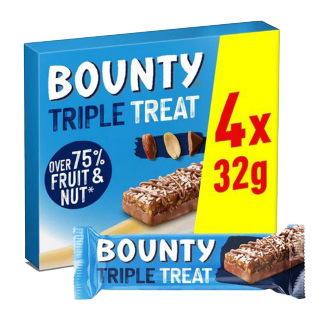 BOUNTY
TRIPLE TREAT
4x
32g
OVER 75%
FRUIT &
NUT*
BOUNTY
TRIPLE TREAT